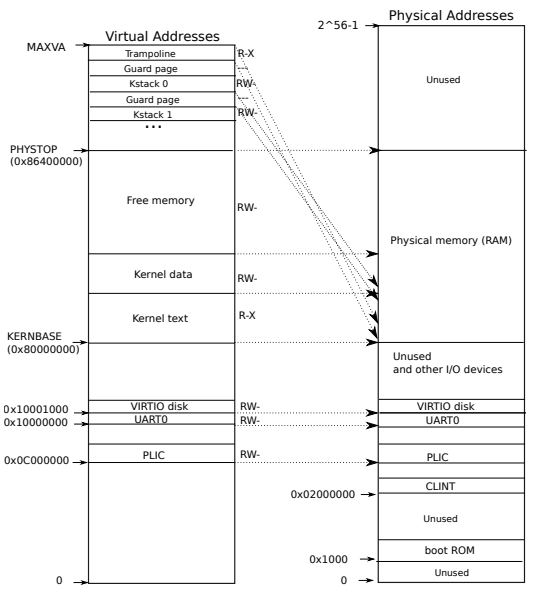 Physical Addresses
2^56-1
Virtual Addresses
MAXVA
Trampoline
R-X
Guard page
---
Kstack 0
RW-
Guard page
---
Kstack 1
RW-
...
Unused
PHYSTOP
(0x86400000)
Free memory
RW-
Physical memory (RAM)
Kernel data
RW-
Kernel text
R-X
KERNBASE
(0x80000000)
Unused
and other I/O devices
0x10001000
VIRTIO disk
RW-
VIRTIO disk
0x10000000
UART0
RW-
UART0
0x0C000000
PLIC
RW-
PLIC
CLINT
0x02000000
Unused
boot ROM
0x1000
Unused
0
0